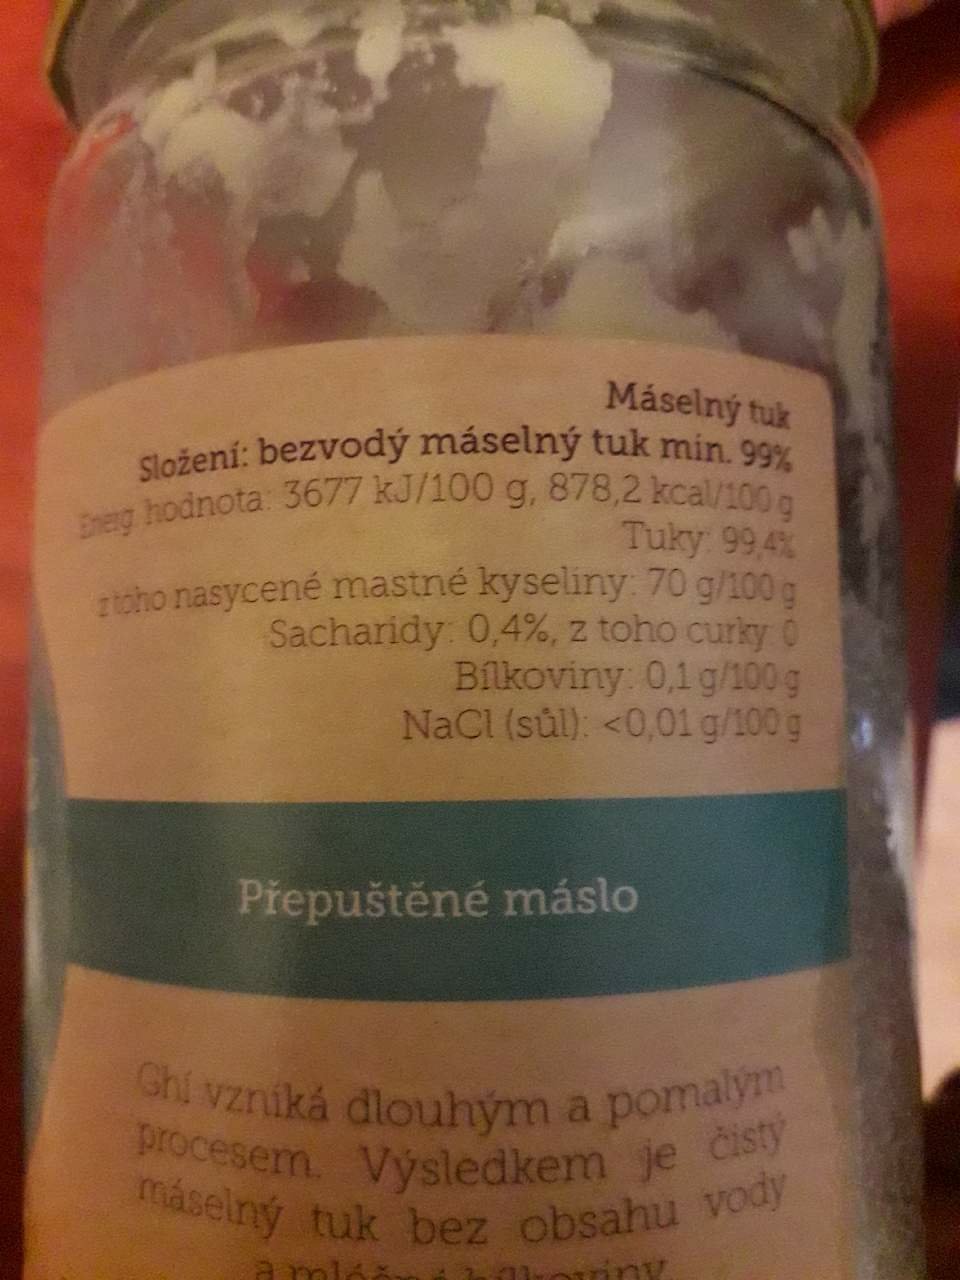 Máselný tuk
Složení: bezvodý máselný tuk min. 99%
Energ. hodnota: 3677 kJ/100 g, 878,2 kcal/100 g
Tuky: 99,4%
z toho nasycené mastné kyseliny: 70 g/100 g
Sacharidy: 0,4%, z toho cukry: 0
Bílkoviny: 0,1 g/100 g
NaCl (sůl): <0,01 g/100 g
Přepuštěné máslo
Ghí vzniká dlouhým a pomalým
procesem. Výsledkem je čistý
máselný tuk bez obsahu vody
a mléčné bílkoviny.